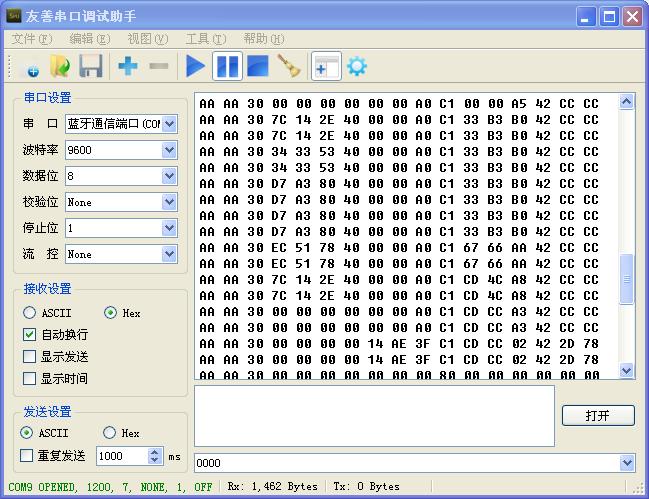 友善串口调试助手
文件(F) 编辑(E) 视图(V) 工具(T) 帮助(H)
串口设置
串 口 蓝牙通信端口(COM
波特率 9600
数据位 8
校验位 None
停止位 1
流 控 None
接收设置
ASCII Hex
自动换行
显示发送
显示时间
发送设置
ASCII Hex
重复发送 1000 ms
AA AA 30 00 00 00 00 00 00 A0 C1 00 00 A5 42 CC CC
AA AA 30 7C 14 2E 40 00 00 A0 C1 33 B3 B0 42 CC CC
AA AA 30 7C 14 2E 40 00 00 A0 C1 33 B3 B0 42 CC CC
AA AA 30 34 33 53 40 00 00 A0 C1 33 B3 B0 42 CC CC
AA AA 30 34 33 53 40 00 00 A0 C1 33 B3 B0 42 CC CC
AA AA 30 D7 A3 80 40 00 00 A0 C1 33 B3 B0 42 CC CC
AA AA 30 D7 A3 80 40 00 00 A0 C1 33 B3 B0 42 CC CC
AA AA 30 D7 A3 80 40 00 00 A0 C1 33 B3 B0 42 CC CC
AA AA 30 D7 A3 80 40 00 00 A0 C1 33 B3 B0 42 CC CC
AA AA 30 EC 51 78 40 00 00 A0 C1 67 66 AA 42 CC CC
AA AA 30 EC 51 78 40 00 00 A0 C1 67 66 AA 42 CC CC
AA AA 30 7C 14 2E 40 00 00 A0 C1 CD 4C A8 42 CC CC
AA AA 30 7C 14 2E 40 00 00 A0 C1 CD 4C A8 42 CC CC
AA AA 30 00 00 00 00 00 00 A0 C1 CD CC A3 42 CC CC
AA AA 30 00 00 00 00 00 00 A0 C1 CD CC A3 42 CC CC
AA AA 30 00 00 00 00 14 AE 3F C1 CD CC 02 42 2D 78
AA AA 30 00 00 00 00 14 AE 3F C1 CD CC 02 42 2D 78
AA AA 30 00 00 00 00 00 00 00 80 00 00 00 00 00 00
打开
0000
COM9 OPENED, 1200, 7, NONE, 1, OFF Rx: 1,462 Bytes Tx: 0 Bytes